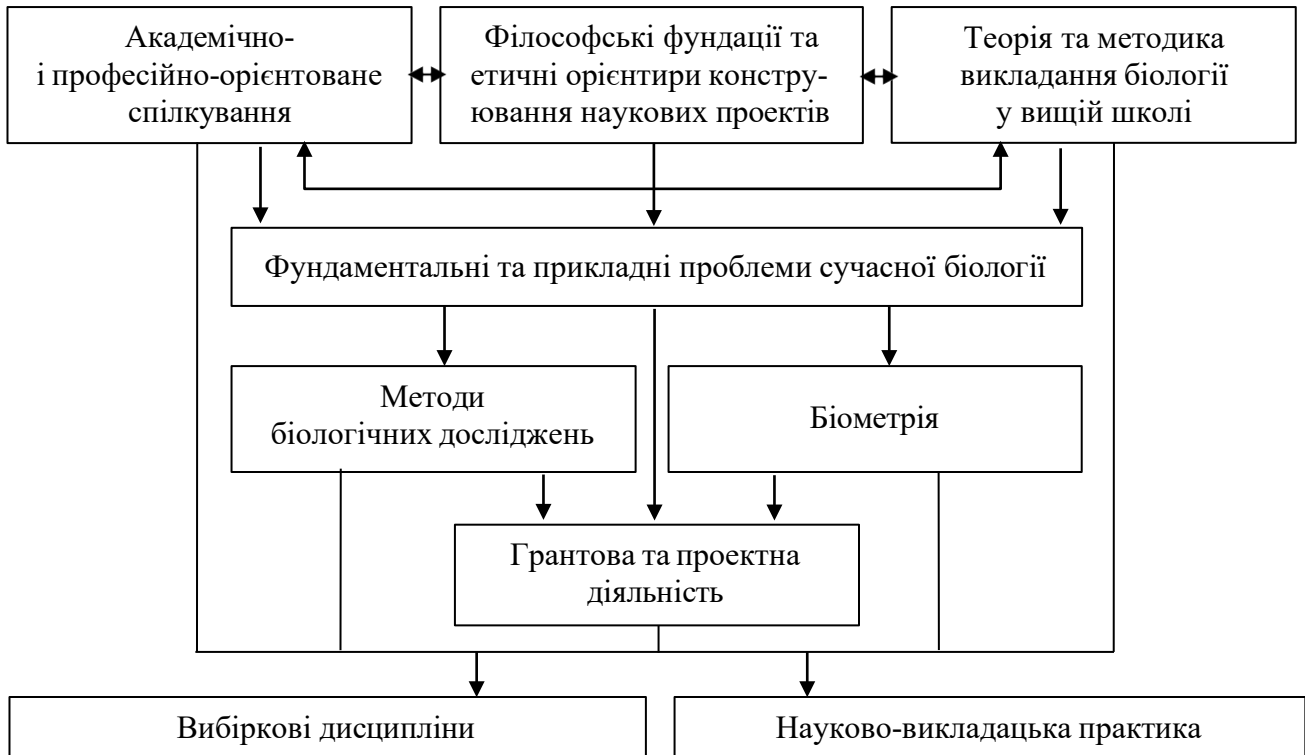 Академічно-
і професійно-орієнтоване
спілкування
Філософські фундації та
етичні орієнтири констру-
ювання наукових проектів
Теорія та методика
викладання біології
у вищій школі
Фундаментальні та прикладні проблеми сучасної біології
Методи
біологічних досліджень
Біометрія
Грантова та проектна
діяльність
Вибіркові дисципліни
Науково-викладацька практика